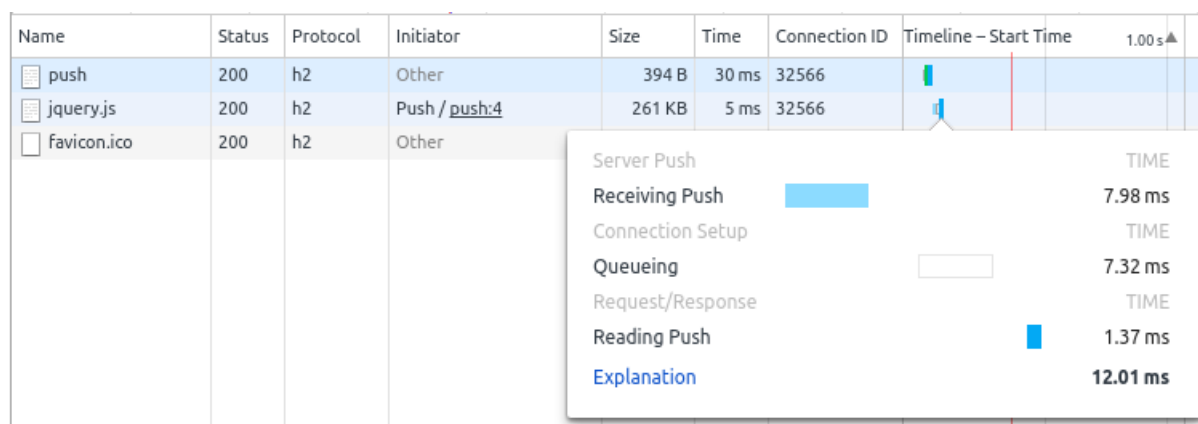 Name Status Protocol Initiator Size Time Connection ID Timeline – Start Time 1.00 s▲
push 200 h2 Other 394 B 30 ms 32566
jquery.js 200 h2 Push / push:4 261 KB 5 ms 32566
favicon.ico 200 h2 Other
Server Push TIME
Receiving Push 7.98 ms
Connection Setup TIME
Queueing 7.32 ms
Request/Response TIME
Reading Push 1.37 ms
Explanation 12.01 ms